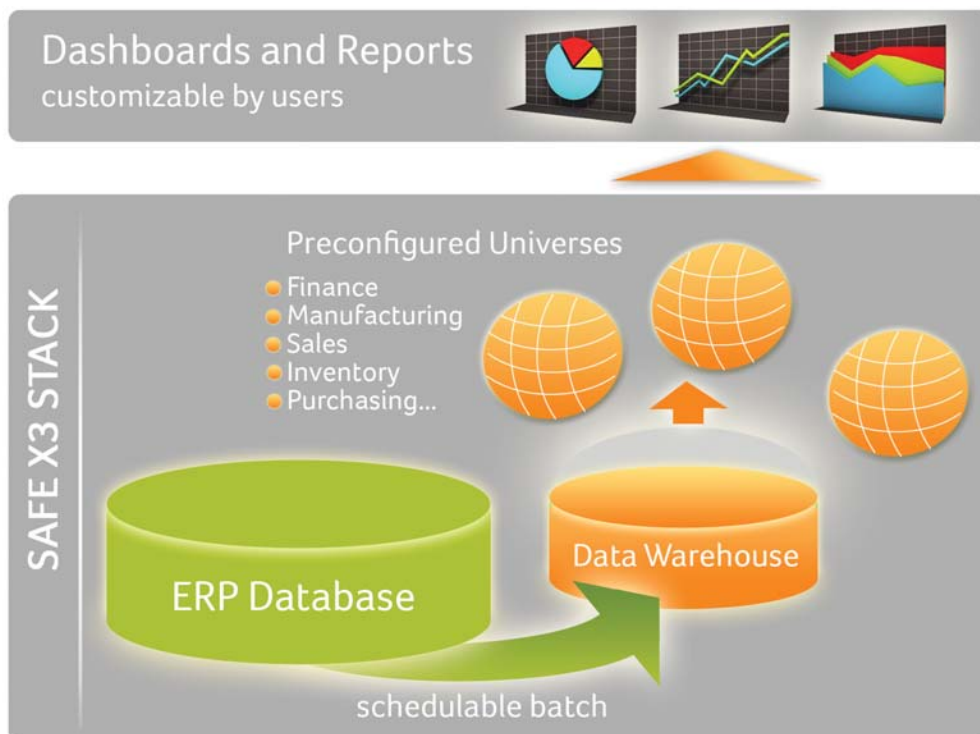 Dashboards and Reports
customizable by users
SAFE X3 STACK
Preconfigured Universes
Finance
Manufacturing
Sales
Inventory
Purchasing...
ERP Database
Data Warehouse
schedulable batch